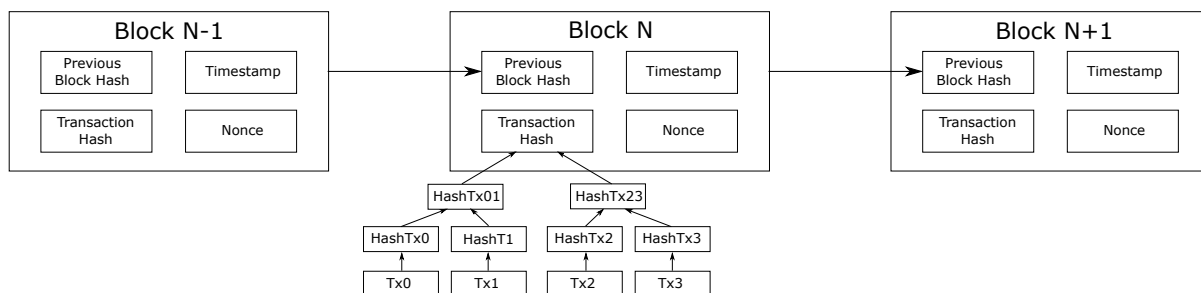 Block N-1
Previous
Block Hash
Timestamp
Transaction
Hash
Nonce
Block N
Previous
Block Hash
Timestamp
Transaction
Hash
Nonce
Block N+1
Previous
Block Hash
Timestamp
Transaction
Hash
Nonce
HashTx01
HashTx23
HashTx0
HashT1
HashTx2
HashTx3
Tx0
Tx1
Tx2
Tx3